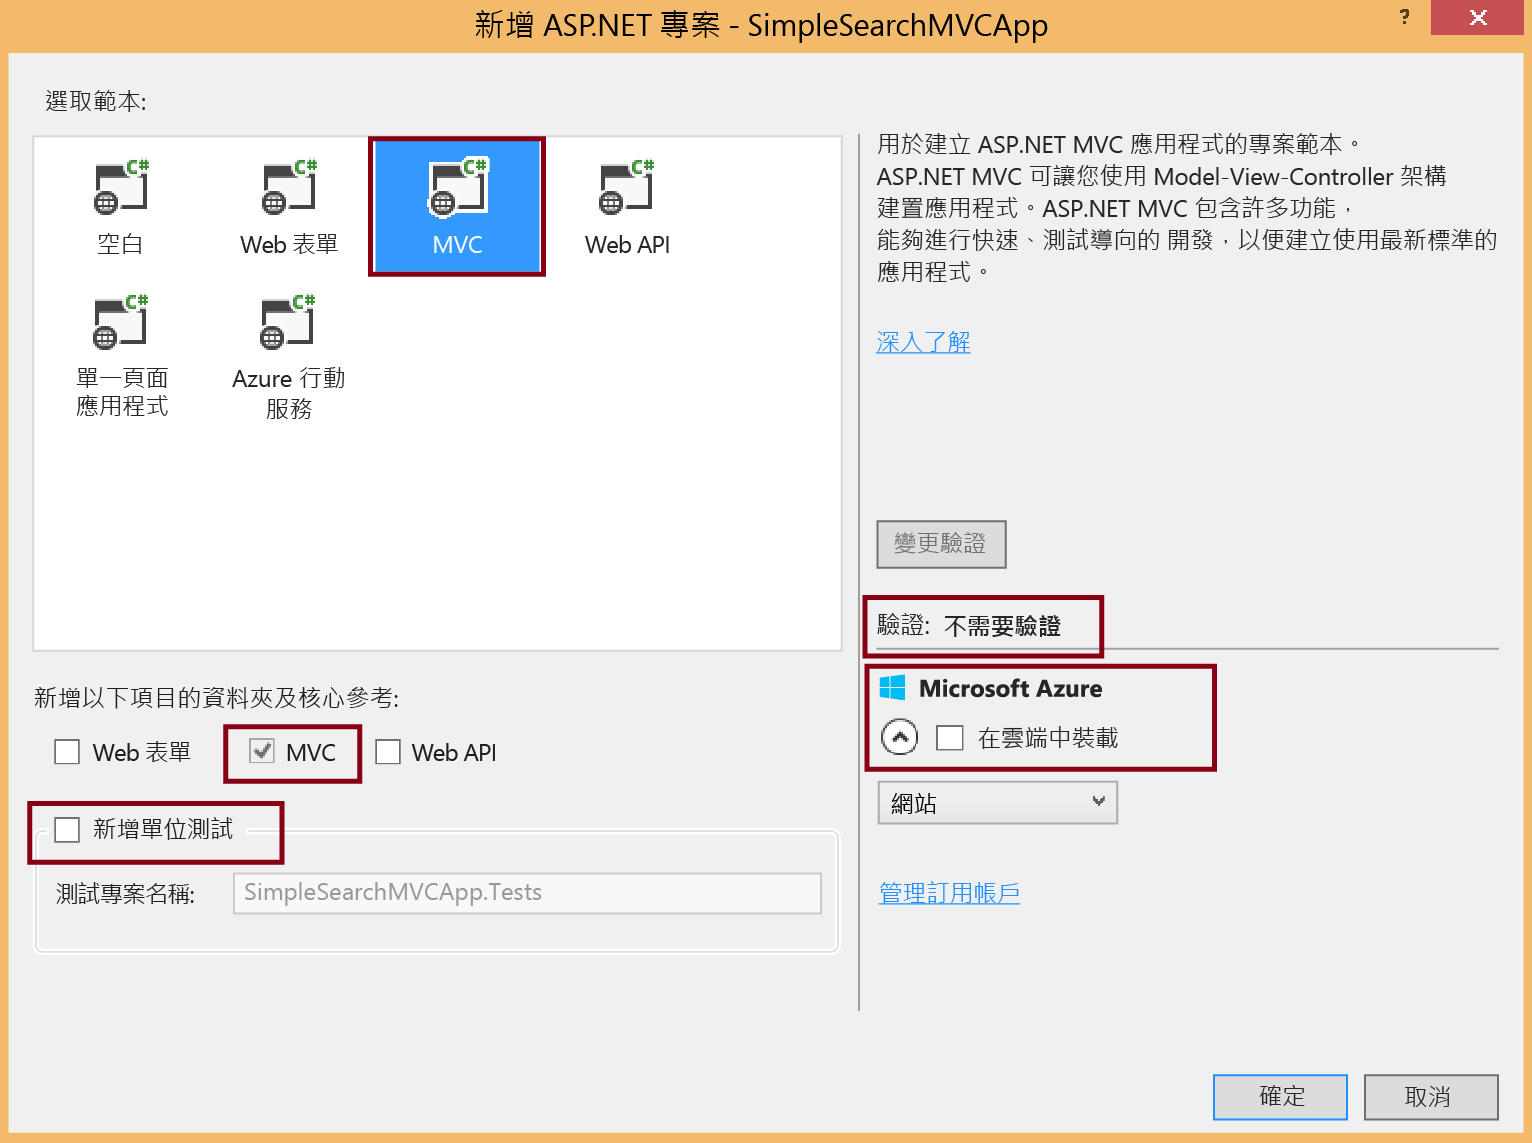 新增 ASP.NET 專案 - SimpleSearchMVCApp
?
選取範本:
C#
C#
C#
C#
空白
Web 表單
MVC
Web API
C#
C#
單一頁面
應用程式
Azure 行動
服務
用於建立 ASP.NET MVC 應用程式的專案範本。
ASP.NET MVC 可讓您使用 Model-View-Controller 架構
建置應用程式。ASP.NET MVC 包含許多功能，
能夠進行快速、測試導向的 開發，以便建立使用最新標準的
應用程式。
深入了解
變更驗證
驗證: 不需要驗證
Microsoft Azure
在雲端中裝載
網站
管理訂用帳戶
新增以下項目的資料夾及核心參考:
Web 表單
MVC
Web API
新增單位測試
測試專案名稱:
SimpleSearchMVCApp.Tests
確定
取消